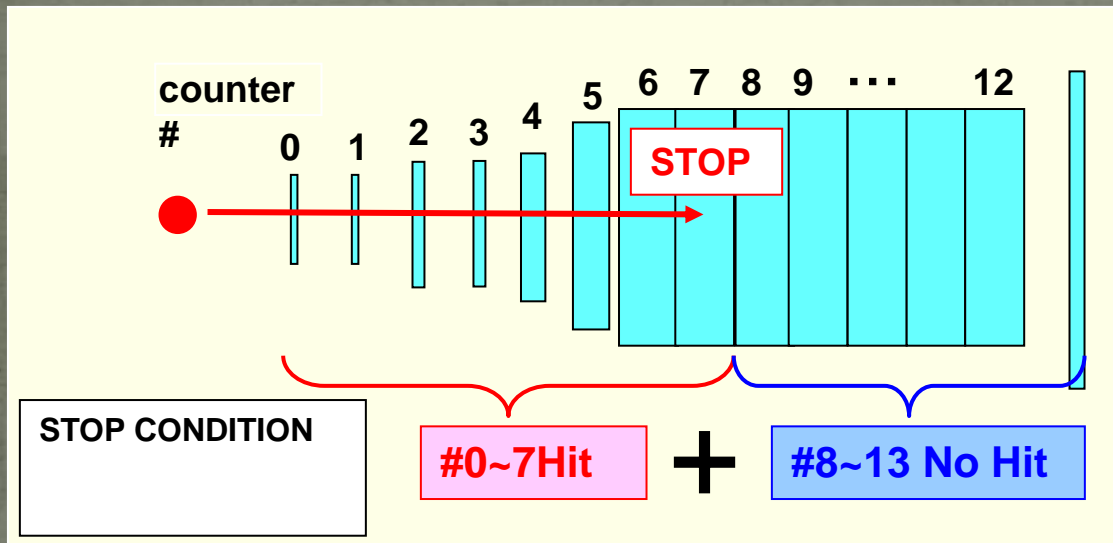 counter
#
0 1 2 3 4 5 6 7 8 9 ... 12
STOP
STOP CONDITION
#0~7Hit + #8~13 No Hit